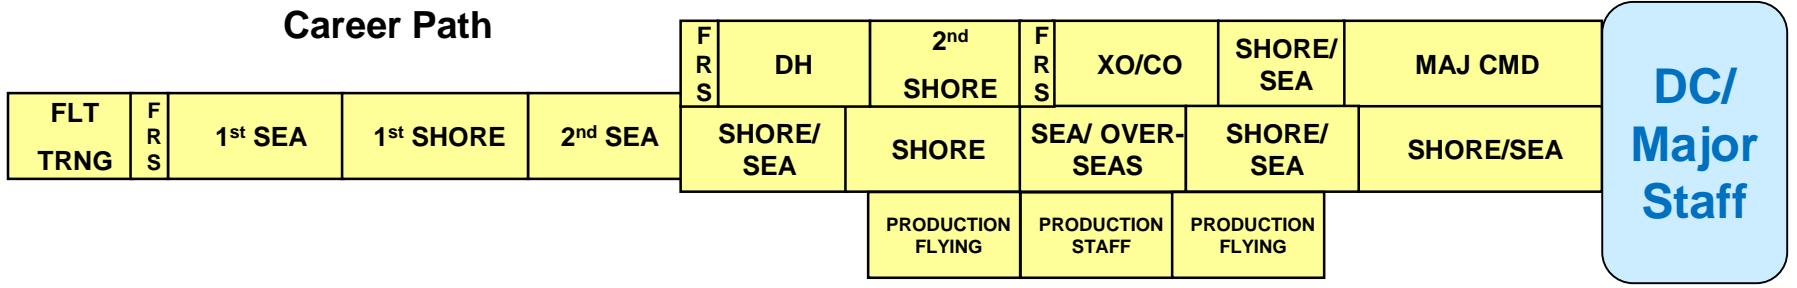 Career Path
FLT
TRNG
F
R
S
1st SEA
1st SHORE
2nd SEA
F
R
S
DH
2nd
SHORE
F
R
S
XO/CO
SHORE/
SEA
MAJ CMD
SHORE/
SEA
SHORE
SEA/ OVER-
SEAS
SHORE/
SEA
SHORE/SEA
PRODUCTION
FLYING
PRODUCTION
STAFF
PRODUCTION
FLYING
DC/
Major
Staff